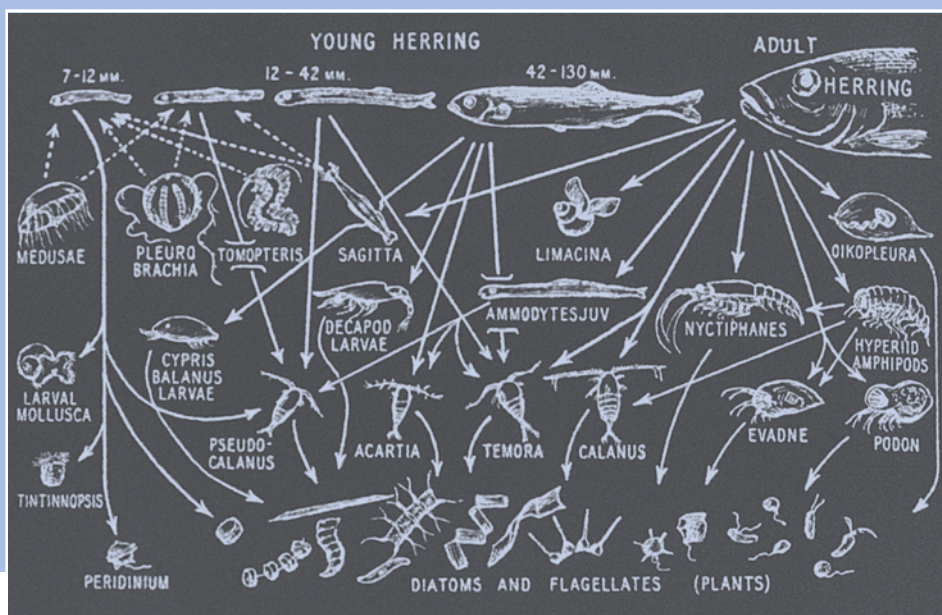 YOUNG HERRING
ADULT
HERRING
7-12 MM.
12-42 MM.
42-130 MM.
MEDUSAE
PLEURO
BRACHIA
TOMOPTERIS
SAGITTA
LIMACINA
OIKOPLEURA
CYPRIS
BALANUS
LARVAE
DECAPOD
LARVAE
AMMODYTESJUV
NYCTIPHANES
HYPERIID
AMPHIPODS
LARVAL
MOLLUSCA
PSEUDO-
CALANUS
ACARTIA
TEMORA
CALANUS
EVADNE
PODON
TINTINNOPSIS
PERIDINIUM
DIATOMS AND FLAGELLATES (PLANTS)